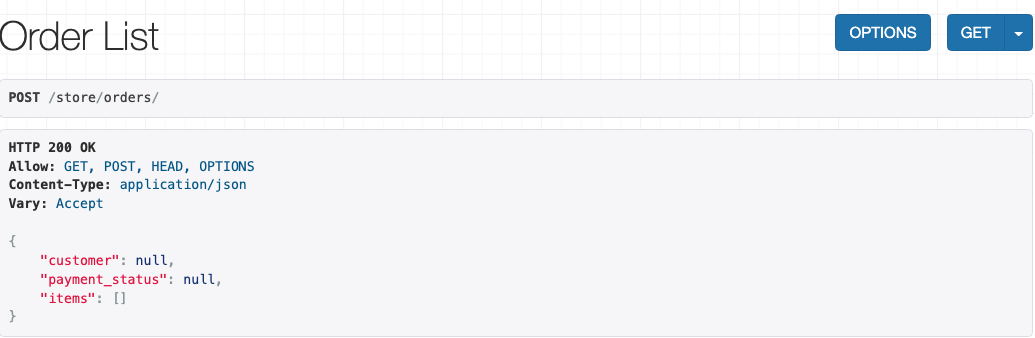 Order List
OPTIONS
GET
POST /store/orders/
HTTP 200 OK
Allow: GET, POST, HEAD, OPTIONS
Content-Type: application/json
Vary: Accept
{
    "customer": null,
    "payment_status": null,
    "items": []
}